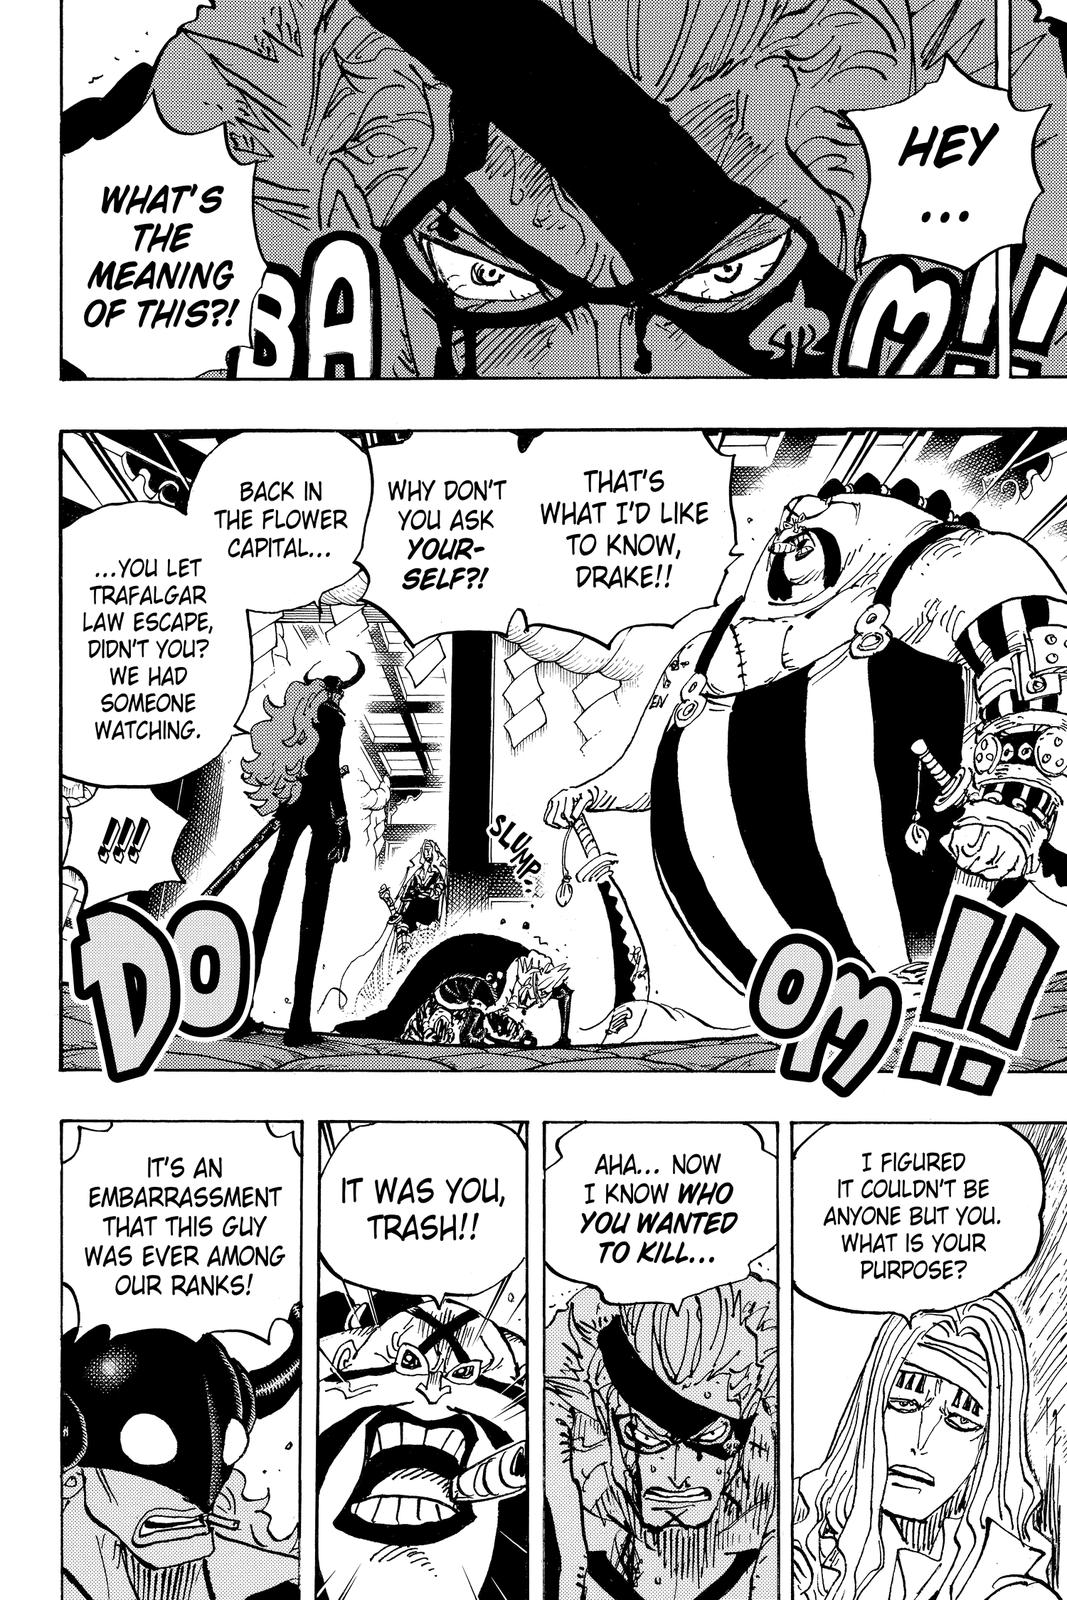 HEY
...
WHAT'S
THE
MEANING
OF THIS?!
BA
M!!
THAT'S
WHAT I'D LIKE
TO KNOW,
DRAKE!!
WHY DON'T
YOU ASK
YOUR-
SELF?!
BACK IN
THE FLOWER
CAPITAL...
...YOU LET
TRAFALGAR
LAW ESCAPE,
DIDN'T YOU?
WE HAD
SOMEONE
WATCHING.
!!!
SLUMP...
DO
OM!!
I FIGURED
IT COULDN'T BE
ANYONE BUT YOU.
WHAT IS YOUR
PURPOSE?
AHA... NOW
I KNOW WHO
YOU WANTED
TO KILL...
IT WAS YOU,
TRASH!!
IT'S AN
EMBARRASSMENT
THAT THIS GUY
WAS EVER AMONG
OUR RANKS!